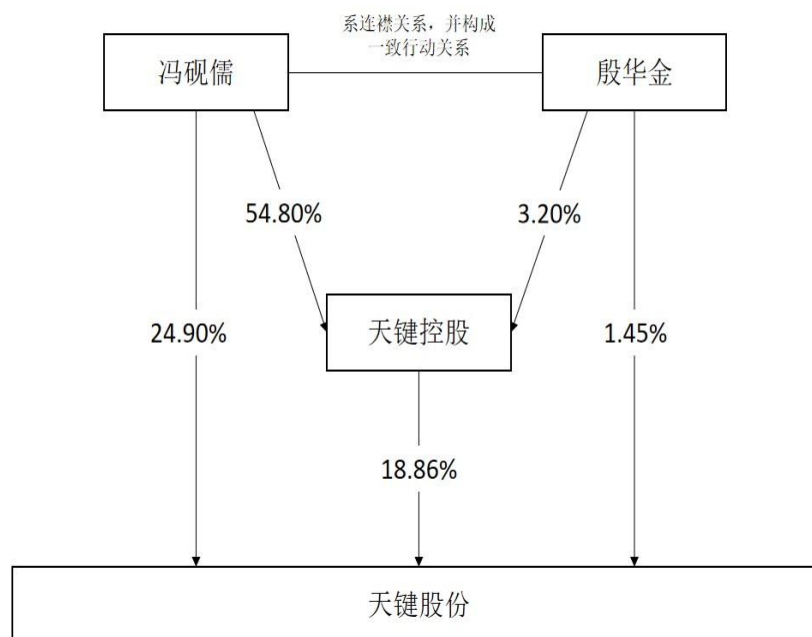 系连襟关系，并构成
一致行动关系
冯砚儒
殷华金
54.80%
3.20%
24.90%
天键控股
1.45%
18.86%
天键股份